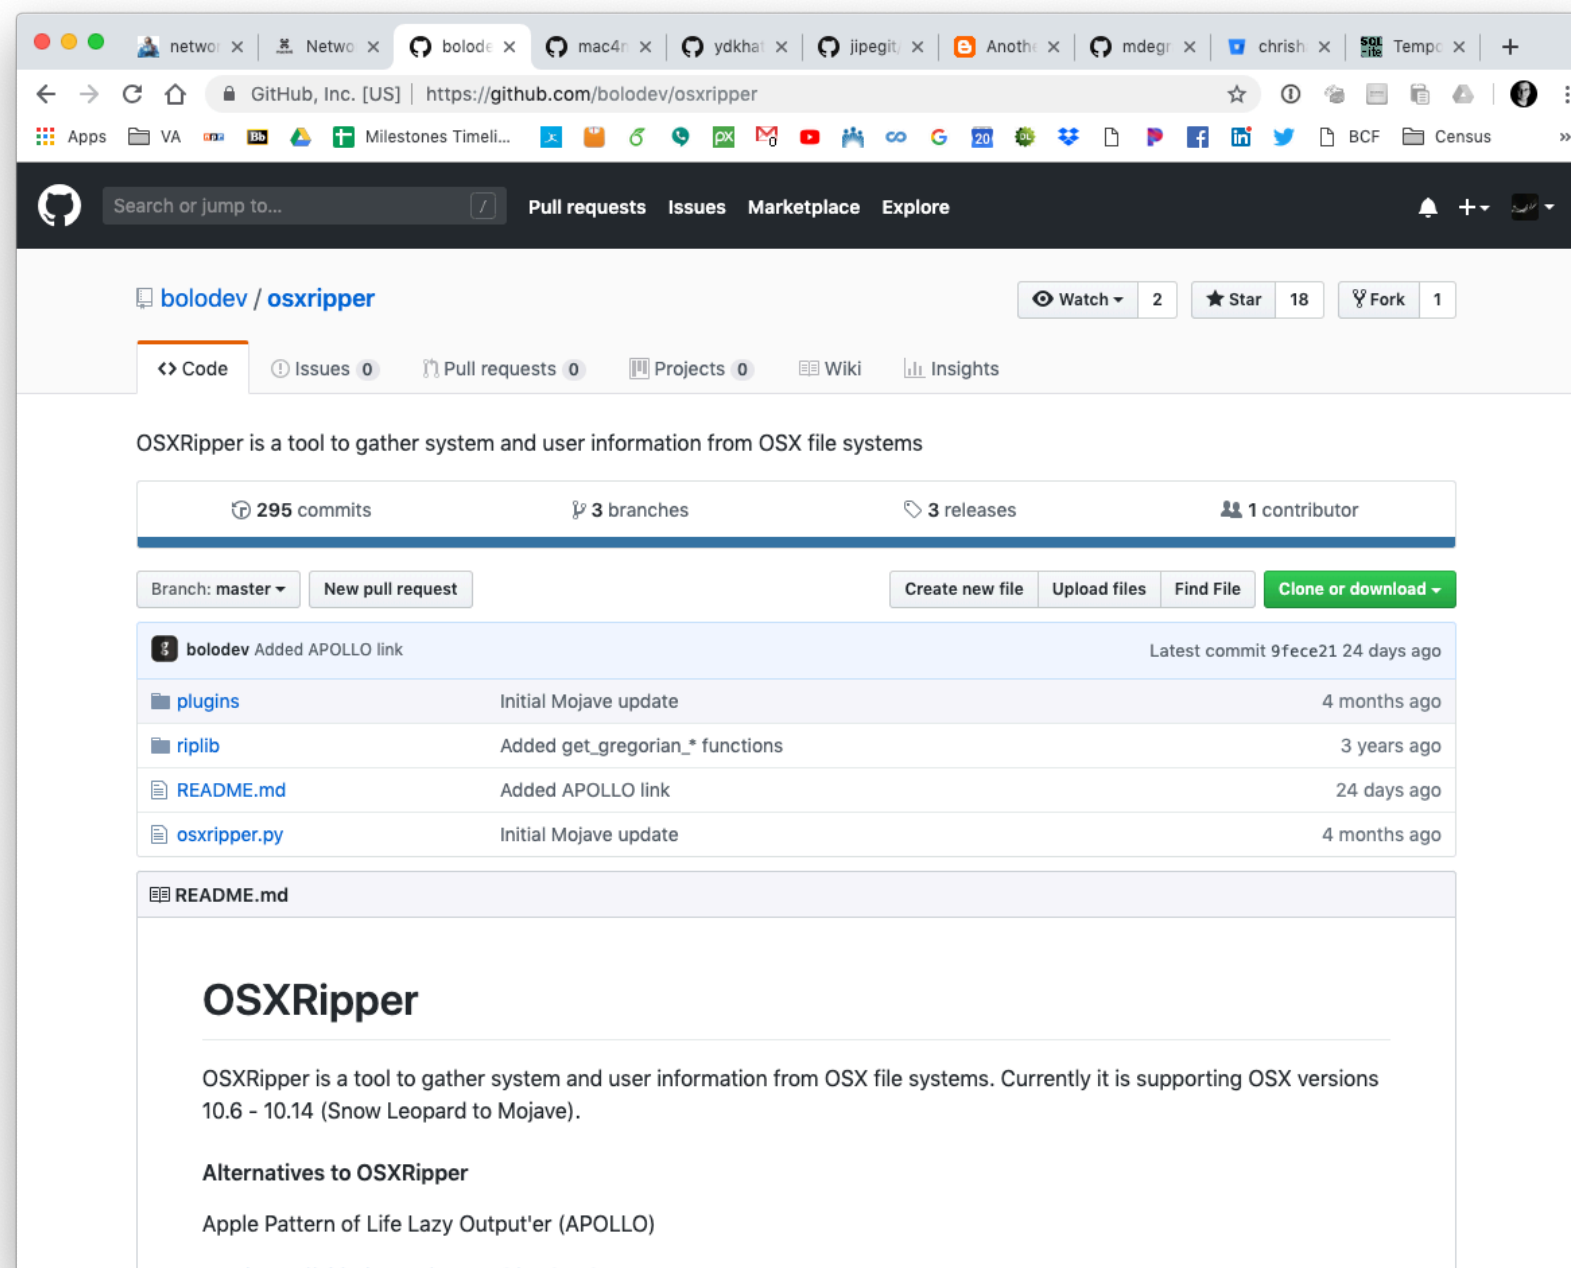 networ Netwo bolode mac4n ydkhat jipegit/ Anothe mdegr chrish Tempo
GitHub, Inc. [US] https://github.com/bolodev/osxripper
Apps VA Bb Milestones Timeli... px 20 DL BCF Census »
Search or jump to... / Pull requests Issues Marketplace Explore
bolodev / osxripper Watch 2 Star 18 Fork 1
Code Issues 0 Pull requests 0 Projects 0 Wiki Insights
OSXRipper is a tool to gather system and user information from OSX file systems
295 commits 3 branches 3 releases 1 contributor
Branch: master New pull request Create new file Upload files Find File Clone or download
bolodev Added APOLLO link Latest commit 9fece21 24 days ago
plugins Initial Mojave update 4 months ago
riplib Added get_gregorian_* functions 3 years ago
README.md Added APOLLO link 24 days ago
osxripper.py Initial Mojave update 4 months ago
README.md
OSXRipper
OSXRipper is a tool to gather system and user information from OSX file systems. Currently it is supporting OSX versions
10.6 - 10.14 (Snow Leopard to Mojave).
Alternatives to OSXRipper
Apple Pattern of Life Lazy Output'er (APOLLO)